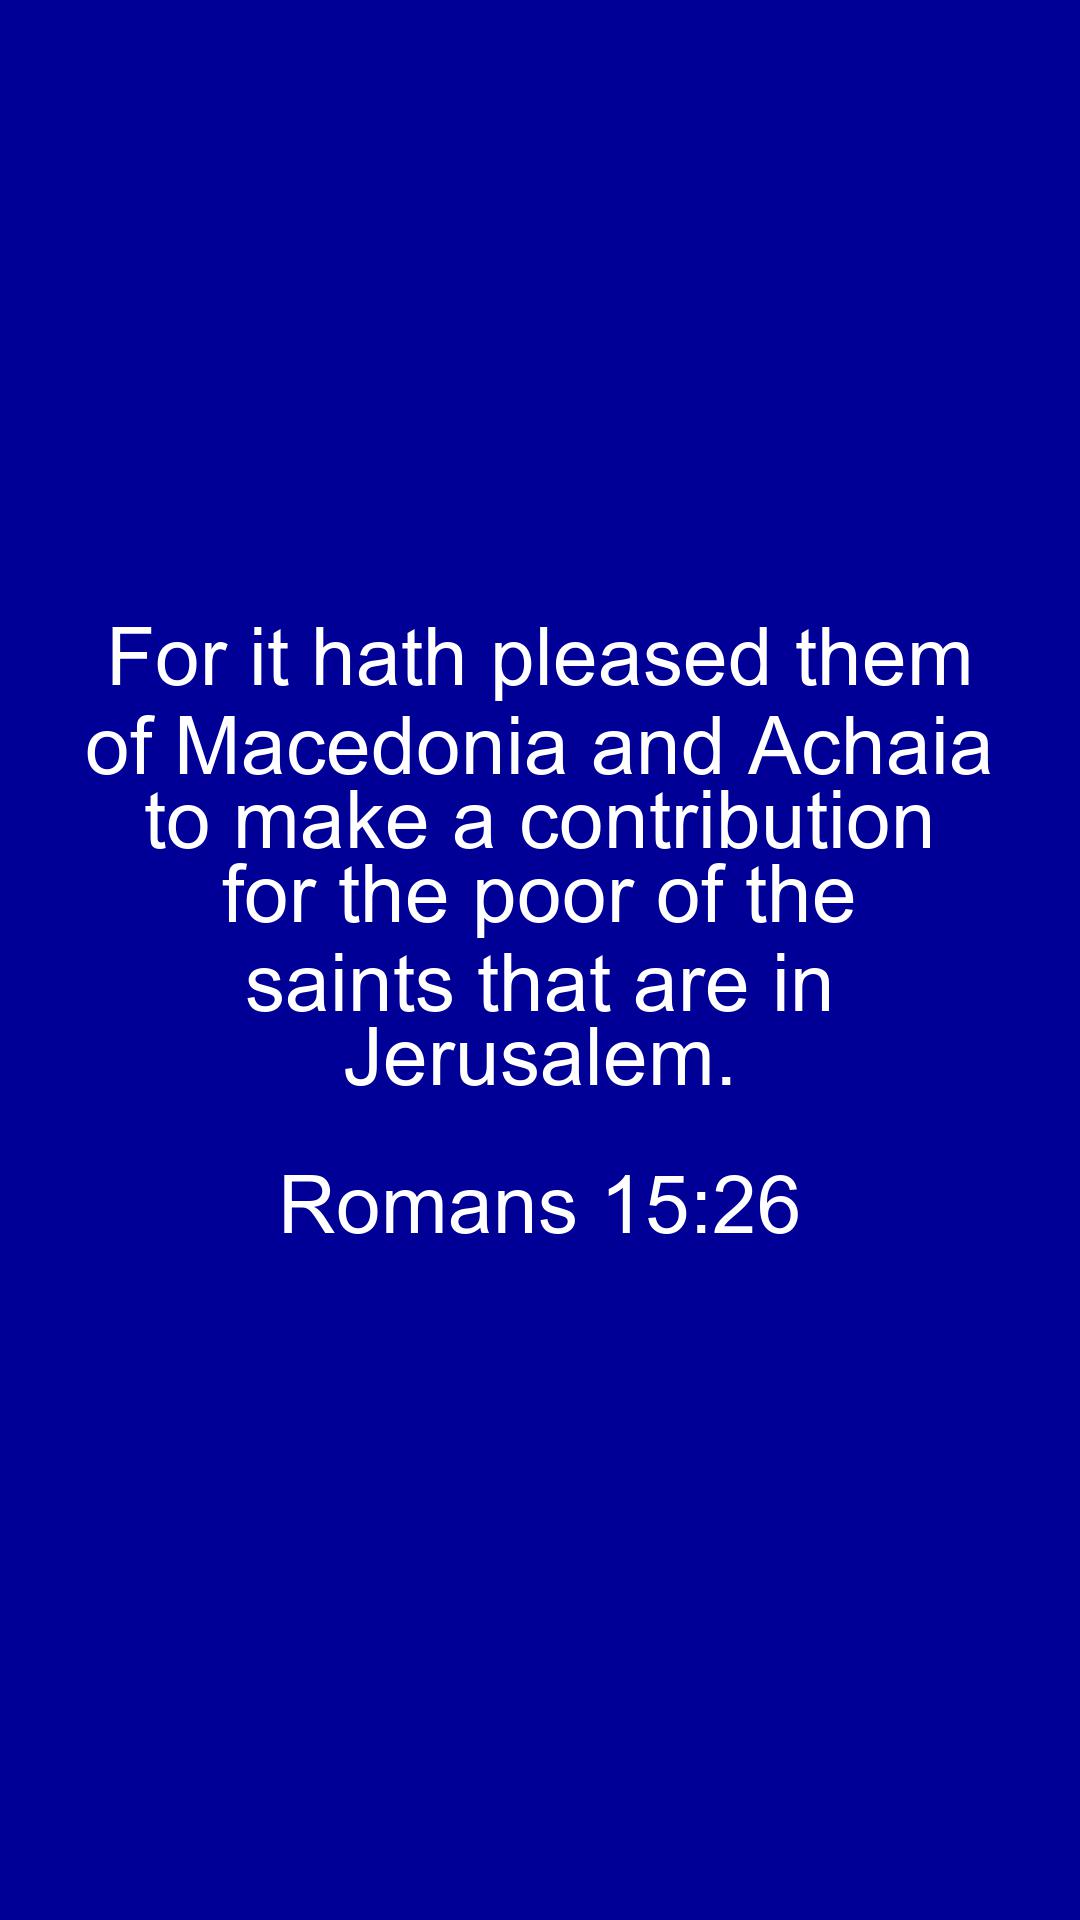 For it hath pleased them
of Macedonia and Achaia
to make a contribution
for the poor of the
saints that are in
Jerusalem.
Romans 15:26